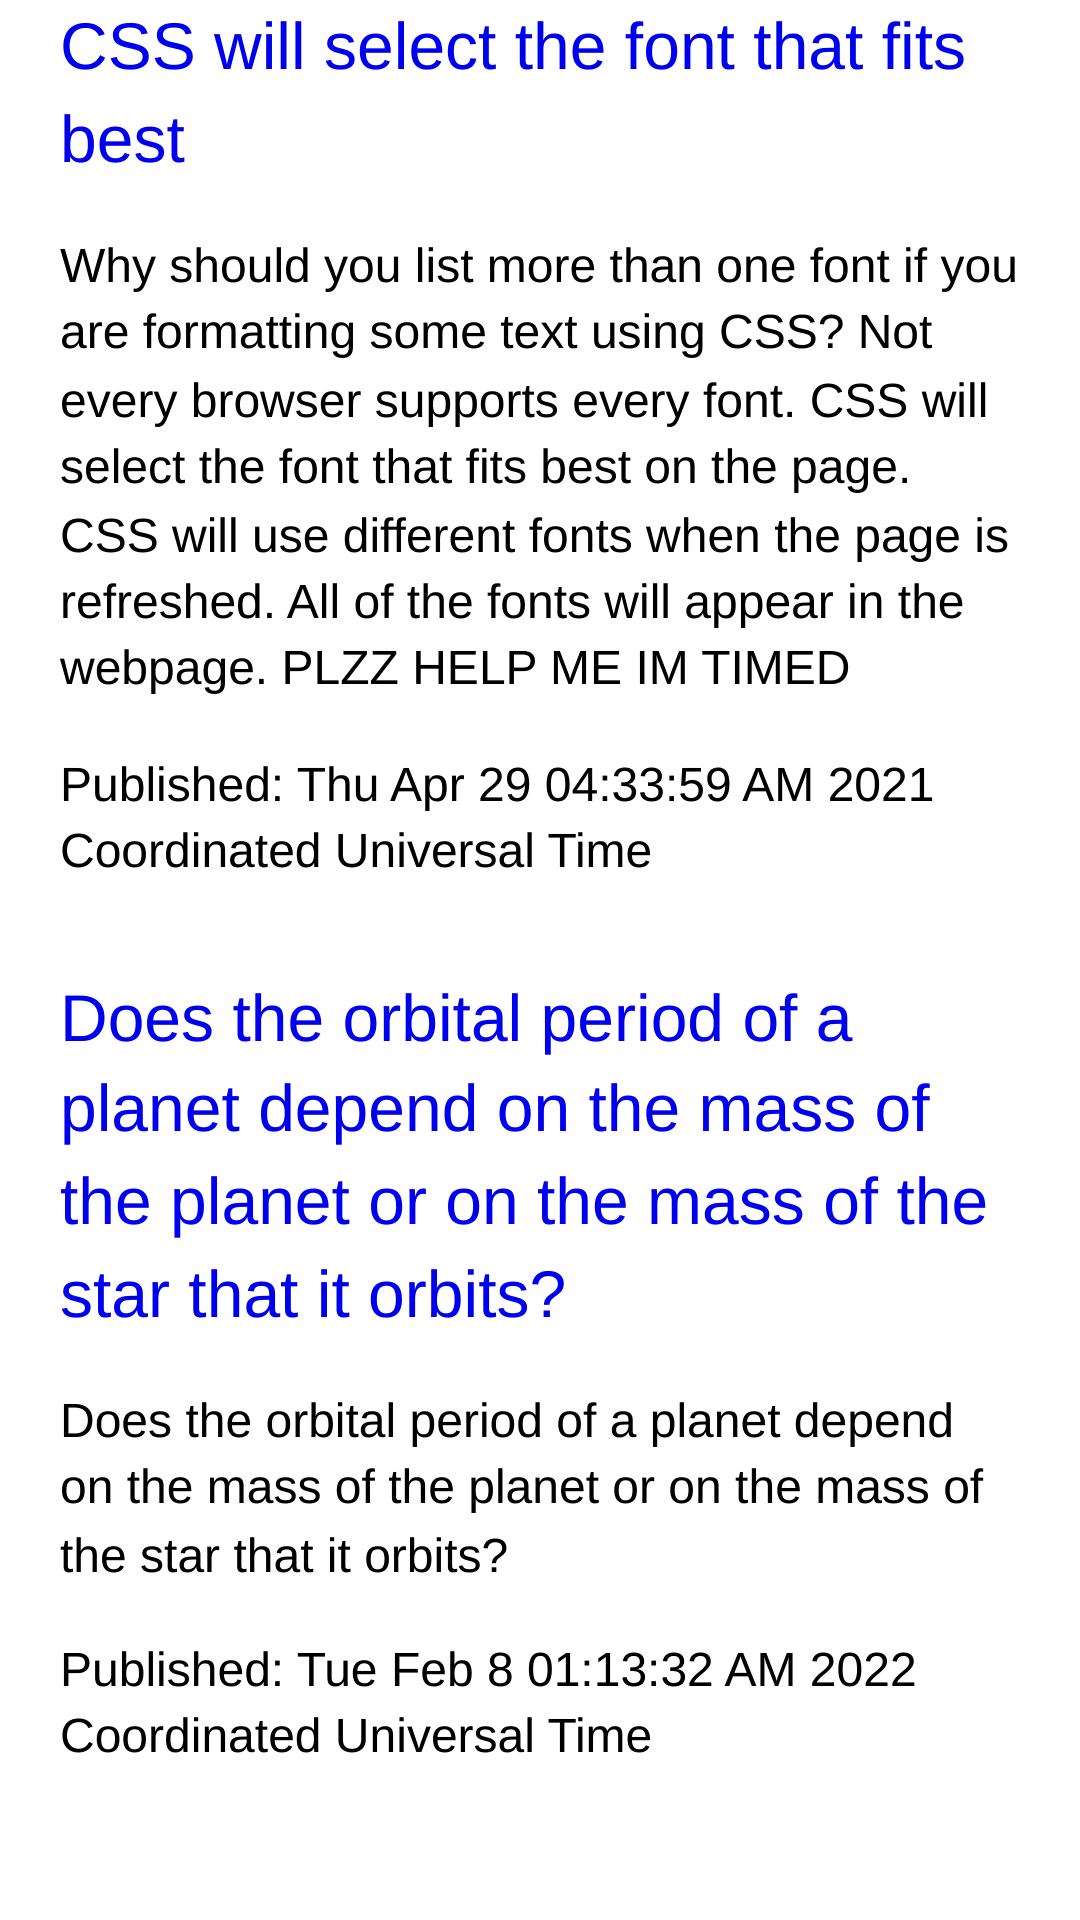 CSS will select the font that fits
best
Why should you list more than one font if you
are formatting some text using CSS? Not
every browser supports every font. CSS will
select the font that fits best on the page.
CSS will use different fonts when the page is
refreshed. All of the fonts will appear in the
webpage. PLZZ HELP ME IM TIMED
Published: Thu Apr 29 04:33:59 AM 2021
Coordinated Universal Time
Does the orbital period of a
planet depend on the mass of
the planet or on the mass of the
star that it orbits?
Does the orbital period of a planet depend
on the mass of the planet or on the mass of
the star that it orbits?
Published: Tue Feb 8 01:13:32 AM 2022
Coordinated Universal Time